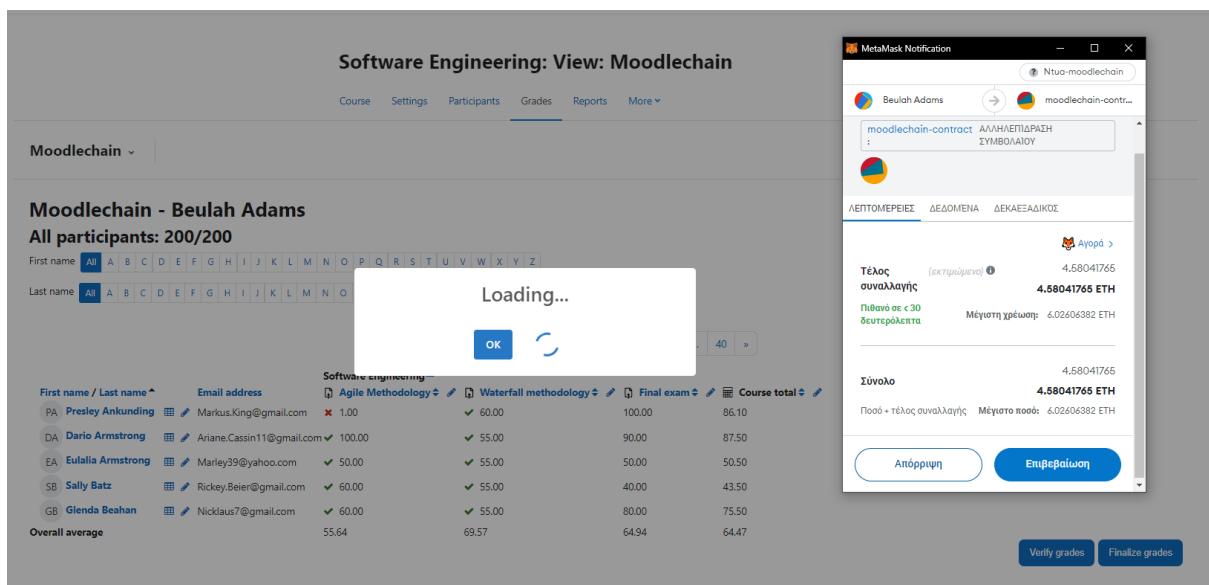 Software Engineering: View: Moodlechain
Course Settings Participants Grades Reports More
Moodlechain
Moodlechain - Beulah Adams
All participants: 200/200
First name All A B C D E F G H I J K L M N O P Q R S T U V W X Y Z
Last name All A B C D E F G H I J K L M N O
40 »
Loading...
OK
Software Engineering
First name / Last name Email address Agile Methodology Waterfall methodology Final exam Course total
PA Presley Ankunding Markus.King@gmail.com 1.00 60.00 100.00 86.10
DA Dario Armstrong Ariane.Cassin11@gmail.com 100.00 55.00 90.00 87.50
EA Eulalia Armstrong Marley39@yahoo.com 50.00 55.00 50.00 50.50
SB Sally Batz Rickey.Beier@gmail.com 60.00 55.00 40.00 43.50
GB Glenda Beahan Nicklaus7@gmail.com 60.00 55.00 80.00 75.50
Overall average 55.64 69.57 64.94 64.47
Verify grades Finalize grades
MetaMask Notification
? Ntua-moodlechain
Beulah Adams moodlechain-contr...
moodlechain-contract ΑΛΛΗΛΕΠΊΔΡΑΣΗ
: ΣΥΜΒΟΛΑΊΟΥ
ΛΕΠΤΟΜΈΡΕΙΕΣ ΔΕΔΟΜΈΝΑ ΔΕΚΑΕΞΑΔΙΚΌΣ
Αγορά >
Τέλος (εκτιμώμενο) 4.58041765
συναλλαγής 4.58041765 ETH
Πιθανό σε < 30 Μέγιστη χρέωση: 6.02606382 ETH
δευτερόλεπτα
4.58041765
Σύνολο
4.58041765 ETH
Ποσό + τέλος συναλλαγής Μέγιστο ποσό: 6.02606382 ETH
Απόρριψη Επιβεβαίωση